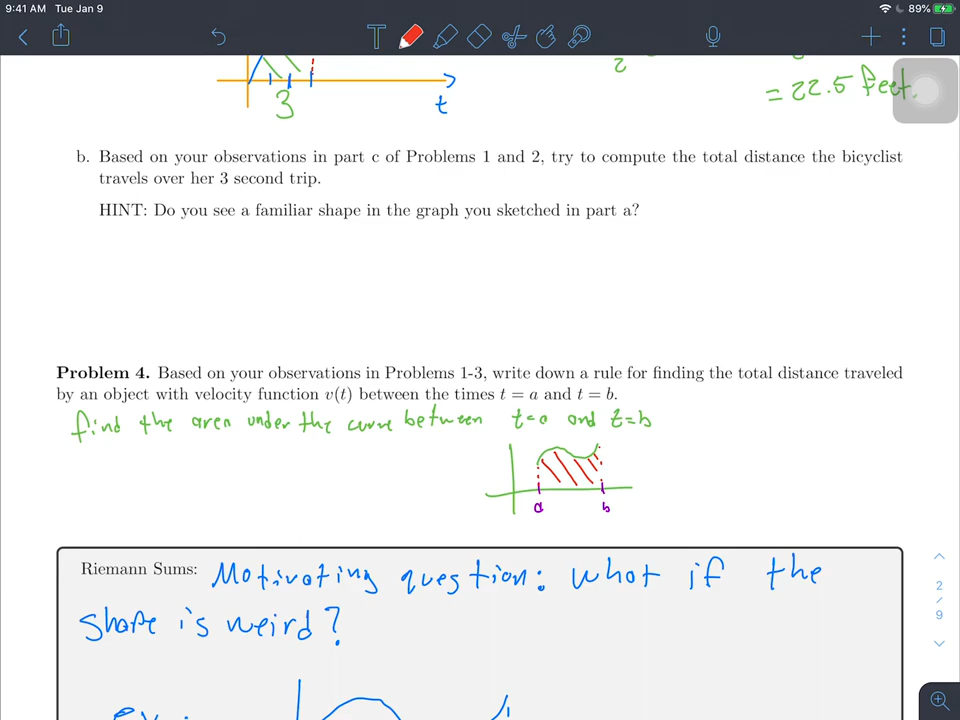 9:41 AM Tue Jan 9
89%
3
t
2
= 22.5 feet.
b. Based on your observations in part c of Problems 1 and 2, try to compute the total distance the bicyclist
travels over her 3 second trip.
HINT: Do you see a familiar shape in the graph you sketched in part a?
Problem 4. Based on your observations in Problems 1-3, write down a rule for finding the total distance traveled
by an object with velocity function v(t) between the times t = a and t = b.
find the area under the curve between t=a and t=b
a b
Riemann Sums: Motivating question: what if the
shape is weird?
2
/
9
ex: